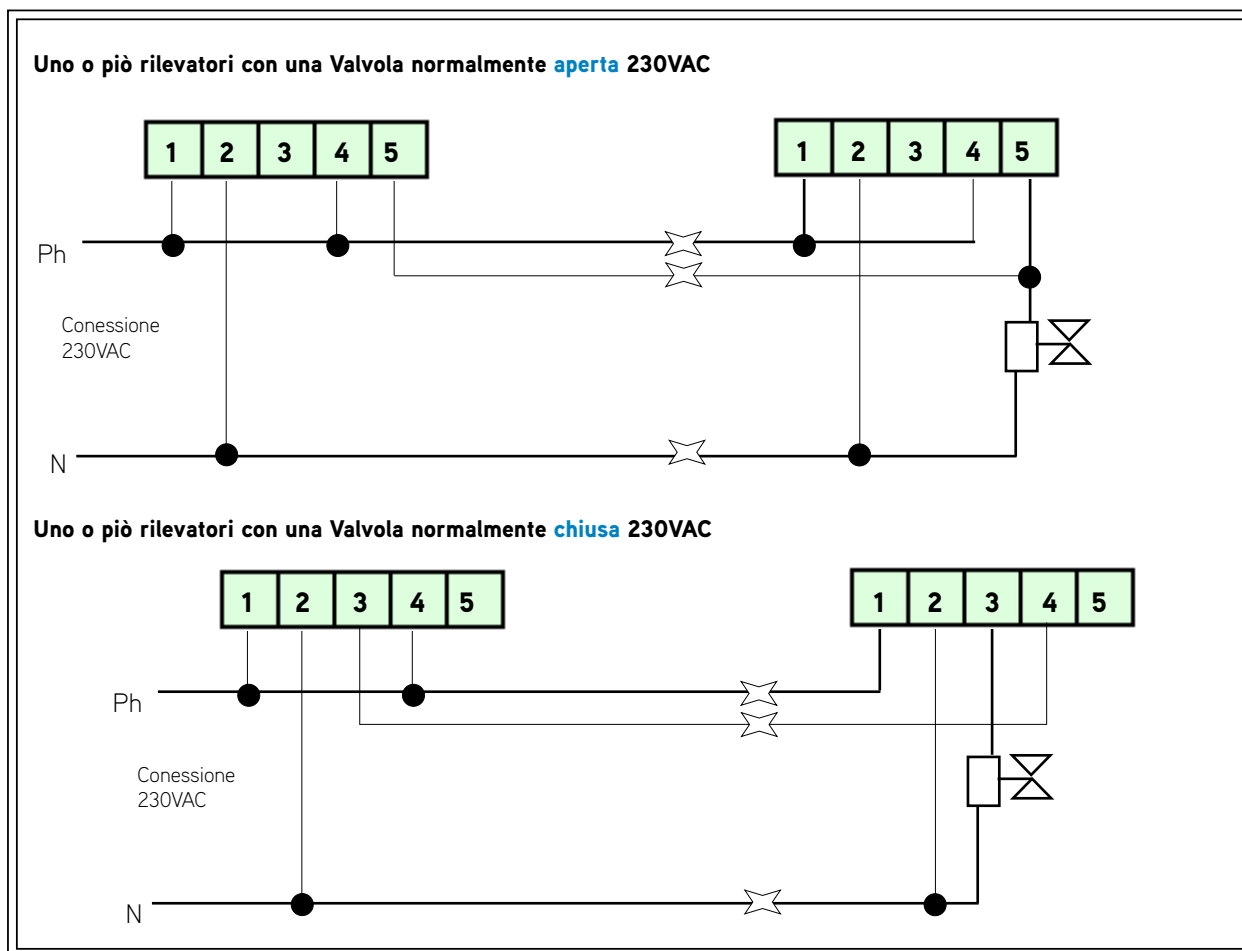 Uno o piò rilevatori con una Valvola normalmente aperta 230VAC
1 2 3 4 5
1 2 3 4 5
Ph
Conessione
230VAC
N
Uno o piò rilevatori con una Valvola normalmente chiusa 230VAC
1 2 3 4 5
1 2 3 4 5
Ph
Conessione
230VAC
N